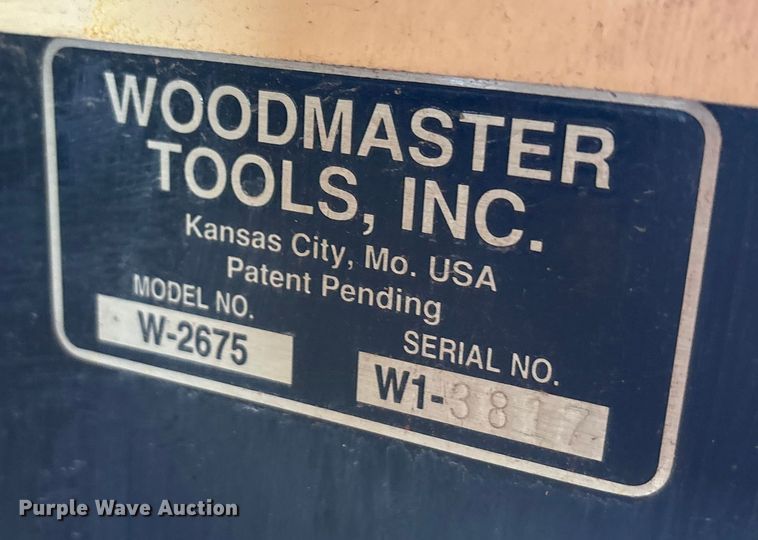 WOODMASTER
TOOLS, INC.
Kansas City, Mo. USA
Patent Pending
MODEL NO.
W-2675
SERIAL NO.
W1-3817
Purple Wave Auction